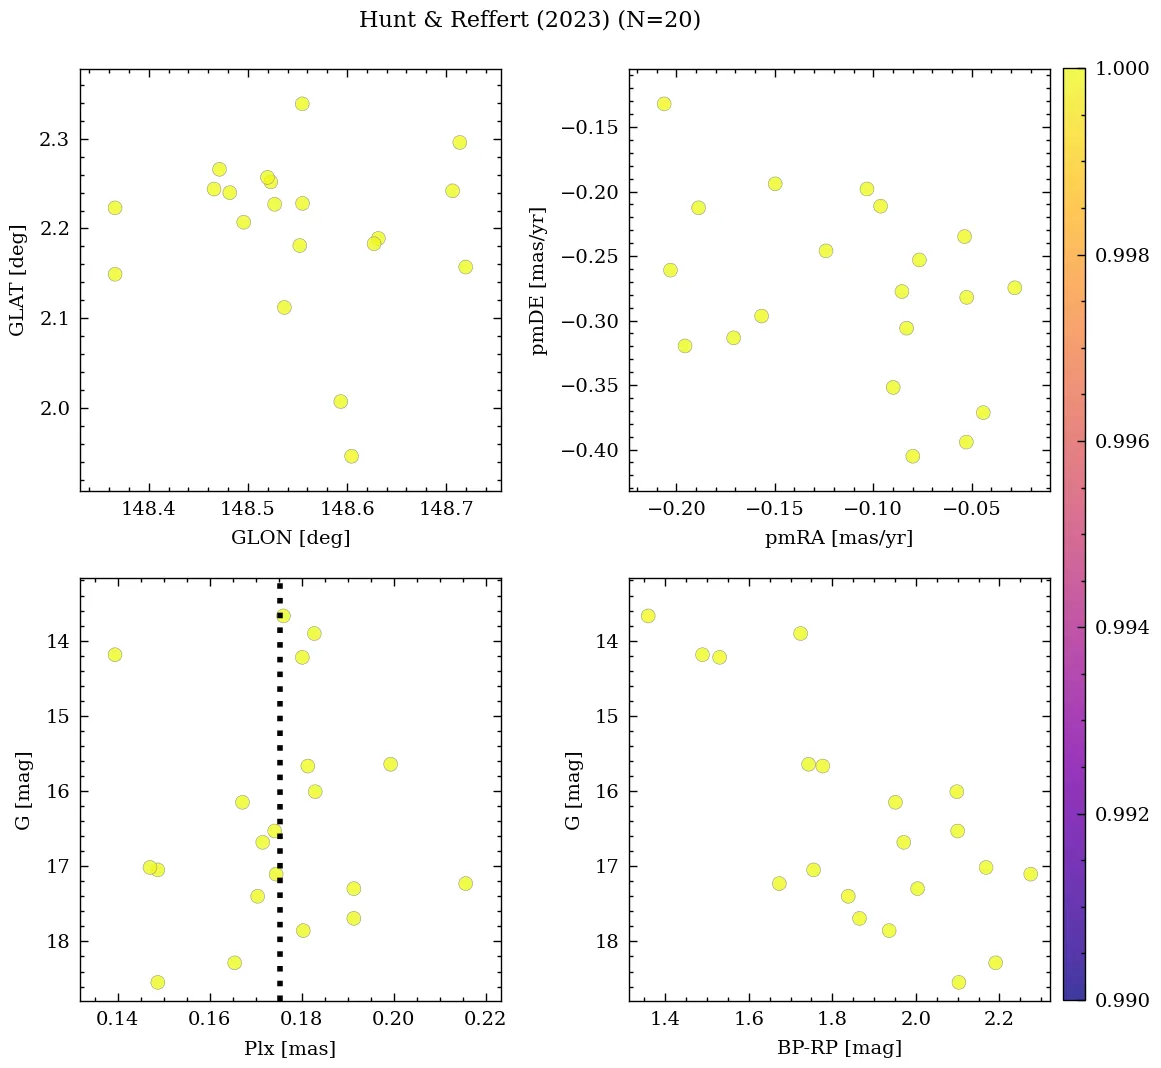 Hunt & Reffert (2023) (N=20)
2.3
2.2
2.1
2.0
GLAT [deg]
148.4 148.5 148.6 148.7
GLON [deg]
−0.15
−0.20
−0.25
−0.30
−0.35
−0.40
pmDE [mas/yr]
−0.20 −0.15 −0.10 −0.05
pmRA [mas/yr]
14
15
16
17
18
G [mag]
0.14 0.16 0.18 0.20 0.22
Plx [mas]
14
15
16
17
18
G [mag]
1.4 1.6 1.8 2.0 2.2
BP-RP [mag]
1.000
0.998
0.996
0.994
0.992
0.990